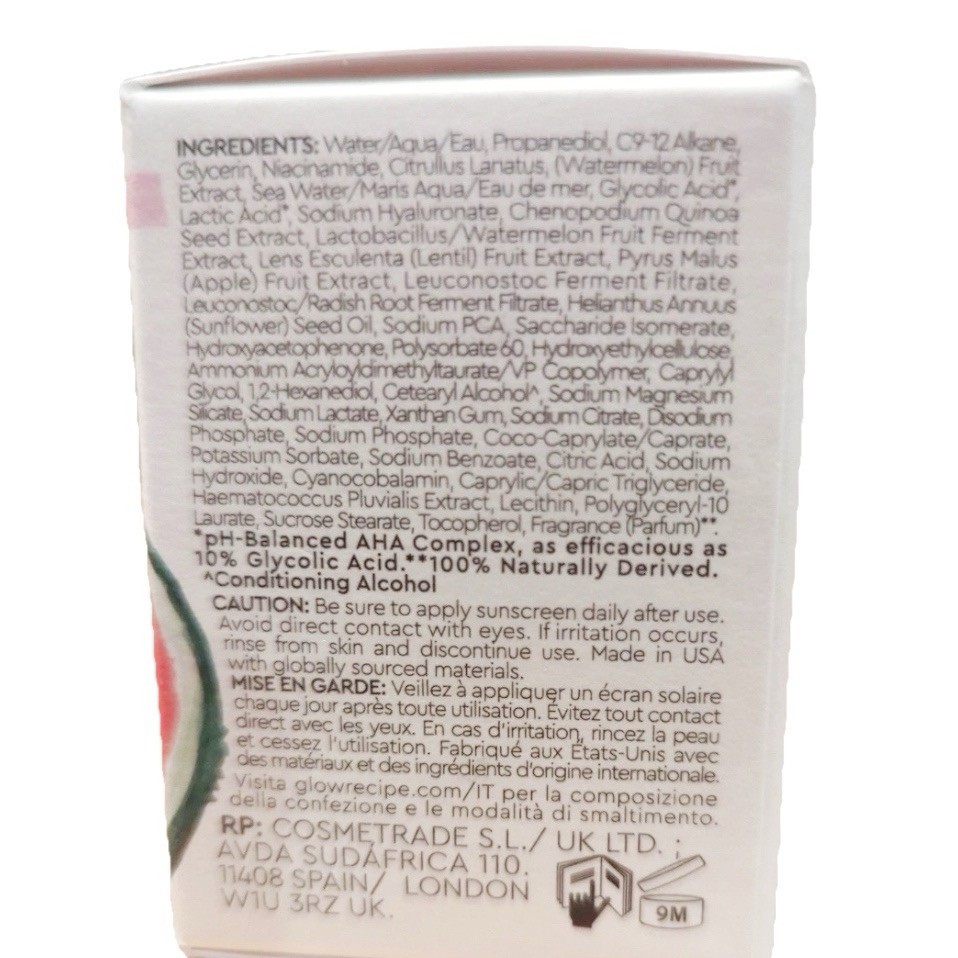 INGREDIENTS: Water/Aqua/Eau, Propanediol, C9-12 Alkane,
Glycerin, Niacinamide, Citrullus Lanatus, (Watermelon) Fruit
Extract, Sea Water/Maris Aqua/Eau de mer, Glycolic Acid*,
Lactic Acid*, Sodium Hyaluronate, Chenopodium Quinoa
Seed Extract, Lactobacillus/Watermelon Fruit Ferment
Extract, Lens Esculenta (Lentil) Fruit Extract, Pyrus Malus
(Apple) Fruit Extract, Leuconostoc Ferment Filtrate,
Leuconostoc/Radish Root Ferment Filtrate, Helianthus Annuus
(Sunflower) Seed Oil, Sodium PCA, Saccharide Isomerate,
Hydroxyacetophenone, Polysorbate 60, Hydroxyethylcellulose,
Ammonium Acryloyldimethyltaurate/VP Copolymer, Caprylyl
Glycol, 1,2-Hexanediol, Cetearyl Alcohol^, Sodium Magnesium
Silicate, Sodium Lactate, Xanthan Gum, Sodium Citrate, Disodium
Phosphate, Sodium Phosphate, Coco-Caprylate/Caprate,
Potassium Sorbate, Sodium Benzoate, Citric Acid, Sodium
Hydroxide, Cyanocobalamin, Caprylic/Capric Triglyceride,
Haematococcus Pluvialis Extract, Lecithin, Polyglyceryl-10
Laurate, Sucrose Stearate, Tocopherol, Fragrance (Parfum)**.
*pH-Balanced AHA Complex, as efficacious as
10% Glycolic Acid.**100% Naturally Derived.
^Conditioning Alcohol
CAUTION: Be sure to apply sunscreen daily after use.
Avoid direct contact with eyes. If irritation occurs,
rinse from skin and discontinue use. Made in USA
with globally sourced materials.
MISE EN GARDE: Veillez à appliquer un écran solaire
chaque jour après toute utilisation. Évitez tout contact
direct avec les yeux. En cas d'irritation, rincez la peau
et cessez l'utilisation. Fabriqué aux États-Unis avec
des matériaux et des ingrédients d'origine internationale.
Visita glowrecipe.com/IT per la composizione
della confezione e le modalità di smaltimento.
RP: COSMETRADE S.L./ UK LTD. ;
AVDA SUDÁFRICA 110.
11408 SPAIN/ LONDON
W1U 3RZ UK.
9M